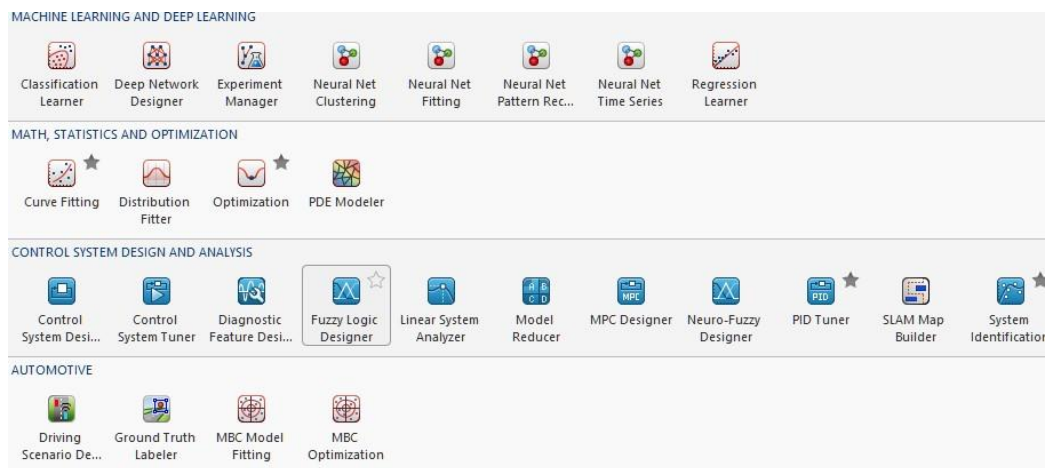 MACHINE LEARNING AND DEEP LEARNING
Classification Learner
Deep Network Designer
Experiment Manager
Neural Net Clustering
Neural Net Fitting
Neural Net Pattern Rec...
Neural Net Time Series
Regression Learner
MATH, STATISTICS AND OPTIMIZATION
Curve Fitting
Distribution Fitter
Optimization
PDE Modeler
CONTROL SYSTEM DESIGN AND ANALYSIS
Control System Desi...
Control System Tuner
Diagnostic Feature Desi...
Fuzzy Logic Designer
Linear System Analyzer
A B
C D
Model Reducer
MPC
MPC Designer
Neuro-Fuzzy Designer
PID
PID Tuner
SLAM Map Builder
System Identification
AUTOMOTIVE
Driving Scenario De...
Ground Truth Labeler
MBC Model Fitting
MBC Optimization